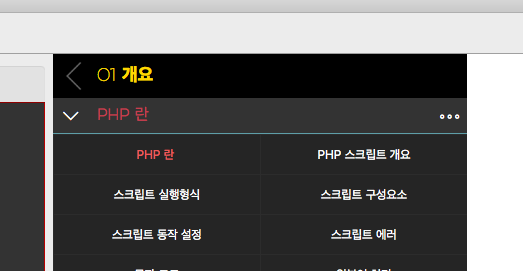 01 개요
PHP 란
PHP 란
PHP 스크립트 개요
스크립트 실행형식
스크립트 구성요소
스크립트 동작 설정
스크립트 에러